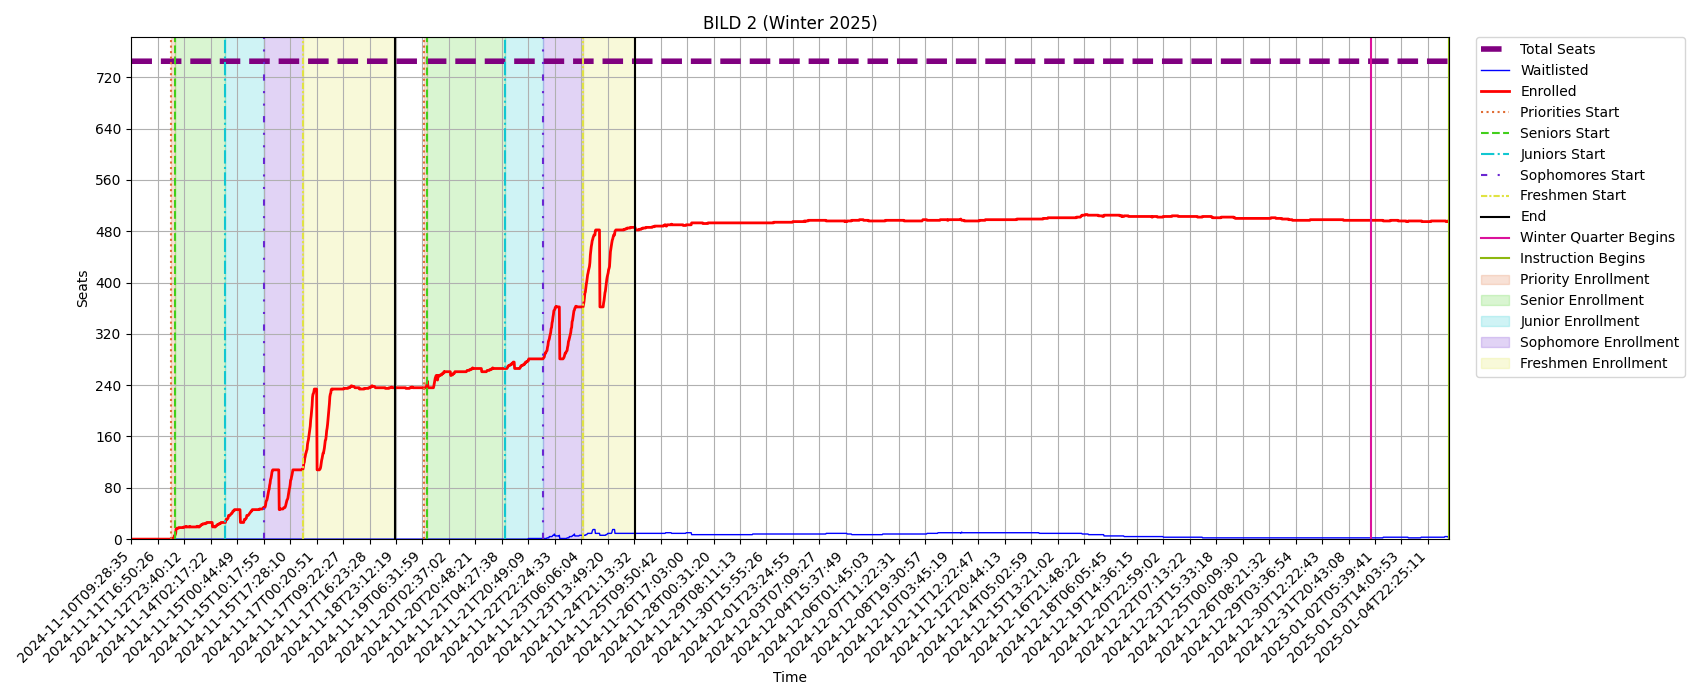 BILD 2 (Winter 2025)
Seats
720
640
560
480
400
320
240
160
80
0
2024-11-10T09:28:35
2024-11-11T16:50:26
2024-11-12T23:40:12
2024-11-14T02:17:22
2024-11-15T00:44:49
2024-11-15T10:17:55
2024-11-15T17:28:10
2024-11-17T00:20:51
2024-11-17T09:22:27
2024-11-17T16:23:28
2024-11-18T23:12:19
2024-11-19T06:31:59
2024-11-20T02:37:02
2024-11-20T20:48:21
2024-11-21T04:27:38
2024-11-21T20:49:09
2024-11-22T22:24:33
2024-11-23T06:06:04
2024-11-23T13:49:20
2024-11-24T21:13:32
2024-11-25T09:50:42
2024-11-26T17:03:00
2024-11-28T00:31:20
2024-11-29T08:11:13
2024-11-30T15:55:26
2024-12-01T23:24:55
2024-12-03T07:09:27
2024-12-04T15:37:49
2024-12-06T01:45:03
2024-12-07T11:22:31
2024-12-08T19:30:57
2024-12-10T03:45:19
2024-12-11T12:22:47
2024-12-12T20:44:13
2024-12-14T05:02:59
2024-12-15T13:21:02
2024-12-16T21:48:22
2024-12-18T06:05:45
2024-12-19T14:36:15
2024-12-20T22:59:02
2024-12-22T07:13:22
2024-12-23T15:33:18
2024-12-25T00:09:30
2024-12-26T08:21:32
2024-12-29T03:36:54
2024-12-30T12:22:43
2024-12-31T20:43:08
2025-01-02T05:39:41
2025-01-03T14:03:53
2025-01-04T22:25:11
Time
Total Seats
Waitlisted
Enrolled
Priorities Start
Seniors Start
Juniors Start
Sophomores Start
Freshmen Start
End
Winter Quarter Begins
Instruction Begins
Priority Enrollment
Senior Enrollment
Junior Enrollment
Sophomore Enrollment
Freshmen Enrollment